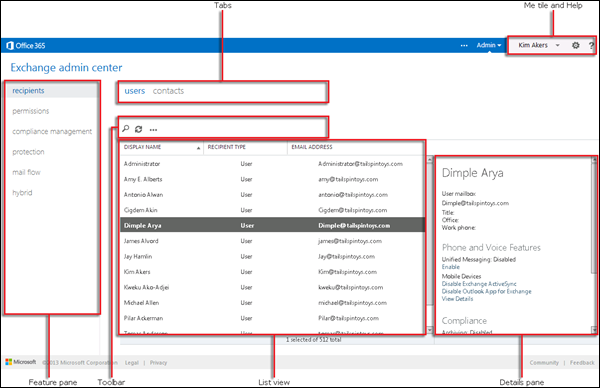 Tabs
Me tile and Help
Office 365
••• Admin Kim Akers ?
Exchange admin center
recipients
permissions
compliance management
protection
mail flow
hybrid
users contacts
•••
DISPLAY NAME RECIPIENT TYPE EMAIL ADDRESS
Administrator User Administrator@tailspintoys.com
Amy E. Alberts User amy@tailspintoys.com
Antonio Alwan User antonio@tailspintoys.com
Cigdem Akin User Cigdem@tailspintoys.com
Dimple Arya User Dimple@tailspintoys.com
James Alvord User james@tailspintoys.com
Jay Hamlin User Jay@tailspintoys.com
Kim Akers User Kim@tailspintoys.com
Kweku Ako-Adjei User kweku@tailspintoys.com
Michael Allen User michael@tailspintoys.com
Pilar Ackerman User Pilar@tailspintoys.com
1 selected of 512 total
Dimple Arya
User mailbox:
Dimple@tailspintoys.com
Title:
Office:
Work phone:
Phone and Voice Features
Unified Messaging: Disabled
Enable
Mobile Devices
Disable Exchange ActiveSync
Disable Outlook App for Exchange
View Details
Compliance
Archiving: Disabled
Microsoft ©2013 Microsoft Corporation Legal | Privacy Community | Feedback
Feature pane
Toolbar
List view
Details pane